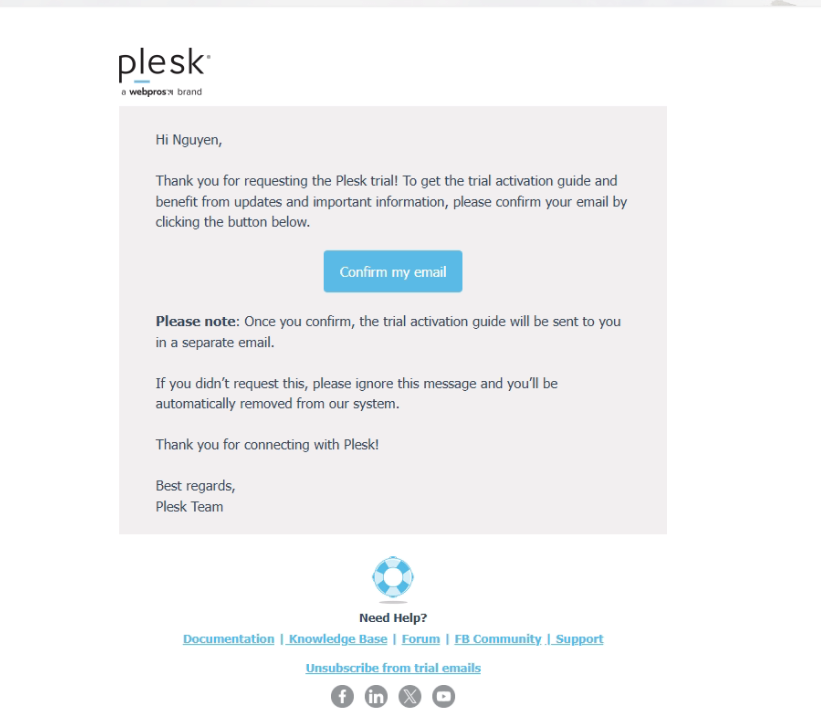 plesk
a webpros brand
Hi Nguyen,
Thank you for requesting the Plesk trial! To get the trial activation guide and
benefit from updates and important information, please confirm your email by
clicking the button below.
Confirm my email
Please note: Once you confirm, the trial activation guide will be sent to you
in a separate email.
If you didn’t request this, please ignore this message and you’ll be
automatically removed from our system.
Thank you for connecting with Plesk!
Best regards,
Plesk Team
Need Help?
Documentation | Knowledge Base | Forum | FB Community | Support
Unsubscribe from trial emails